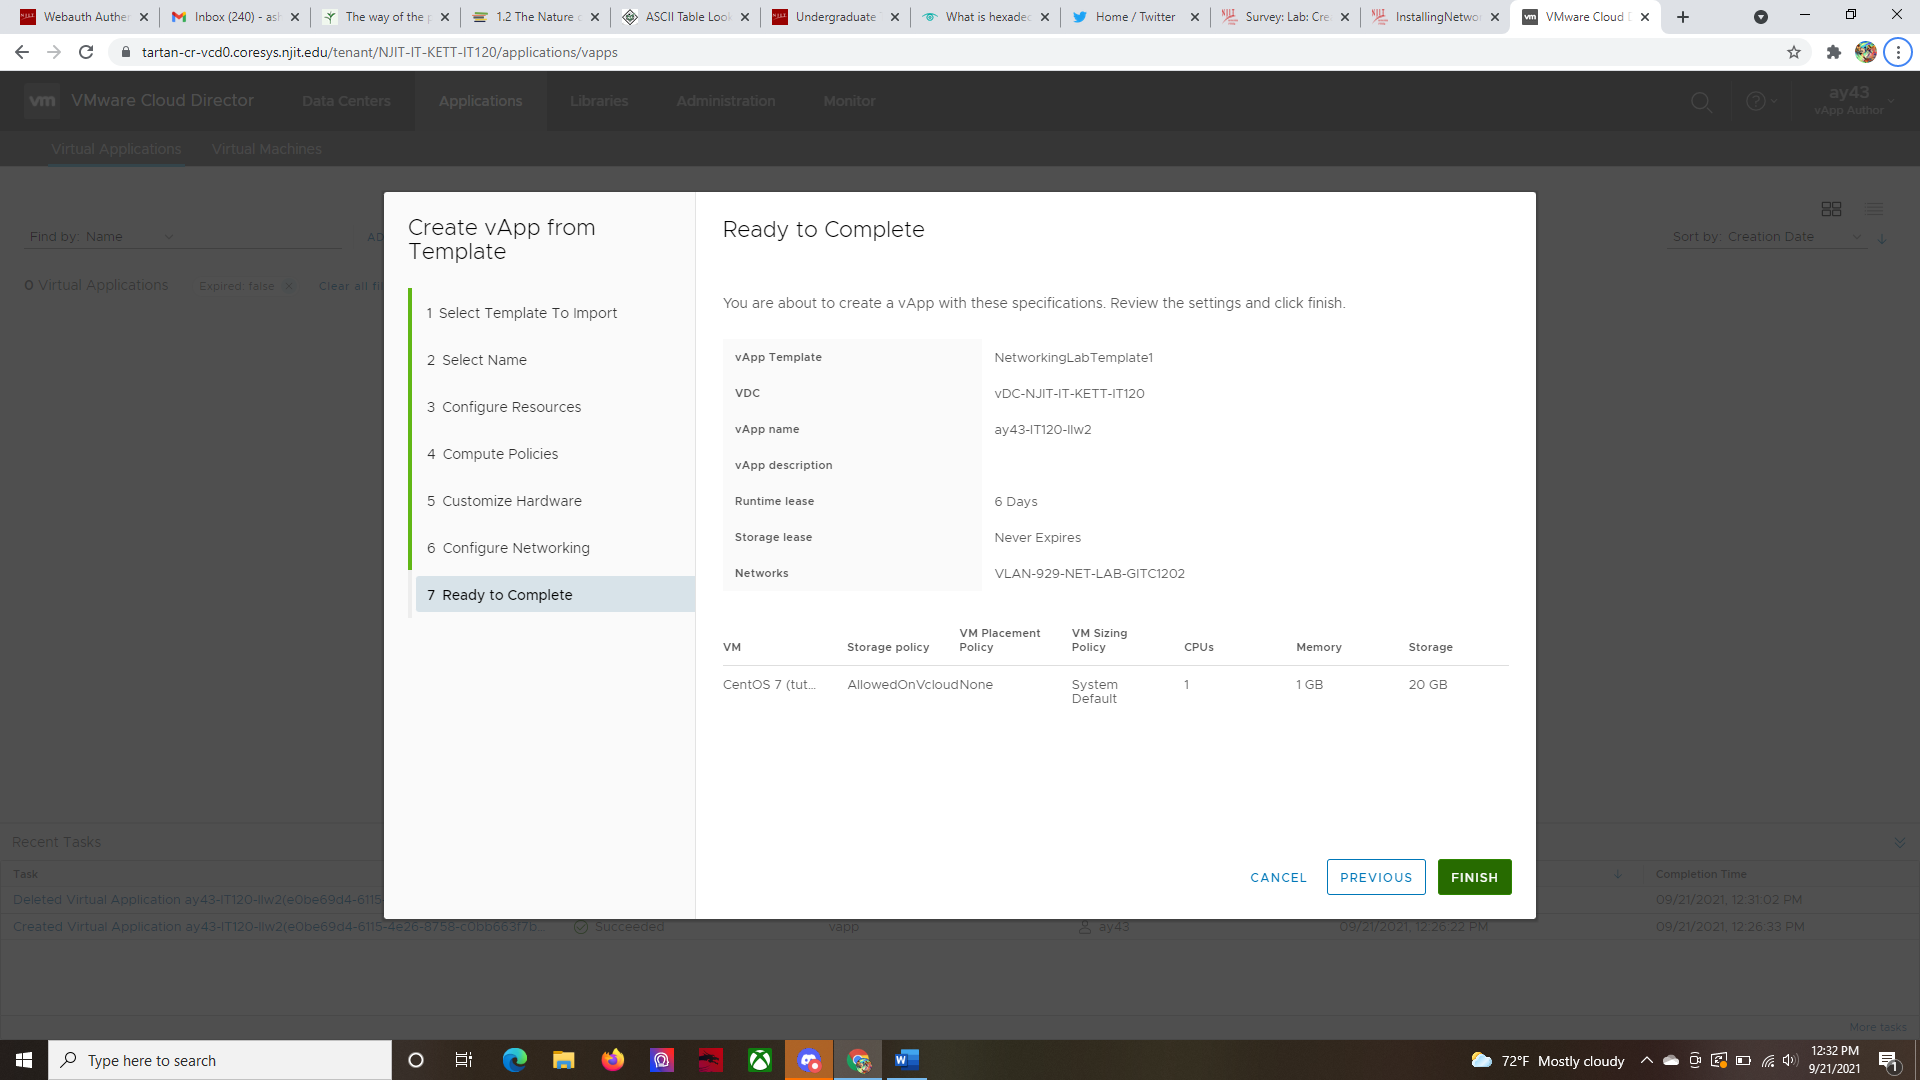 Webauth Auther
Inbox (240) - as
The way of the p
1.2 The Nature o
ASCII Table Look
Undergraduate
What is hexadec
Home / Twitter
Survey: Lab: Cre
InstallingNetwor
VMware Cloud D
tartan-cr-vcd0.coresys.njit.edu/tenant/NJIT-IT-KETT-IT120/applications/vapps
vm VMware Cloud Director
Data Centers
Applications
Libraries
Administration
Monitor
ay43
vApp Author
Virtual Applications
Virtual Machines
Find by: Name
AD
Sort by: Creation Date
0 Virtual Applications
Expired: false
Clear all fil
Create vApp from
Template
1 Select Template To Import
2 Select Name
3 Configure Resources
4 Compute Policies
5 Customize Hardware
6 Configure Networking
7 Ready to Complete
Ready to Complete
You are about to create a vApp with these specifications. Review the settings and click finish.
vApp Template NetworkingLabTemplate1
VDC vDC-NJIT-IT-KETT-IT120
vApp name ay43-IT120-llw2
vApp description
Runtime lease 6 Days
Storage lease Never Expires
Networks VLAN-929-NET-LAB-GITC1202
VM Storage policy VM Placement Policy VM Sizing Policy CPUs Memory Storage
CentOS 7 (tut... AllowedOnVcloud None System Default 1 1 GB 20 GB
CANCEL PREVIOUS FINISH
Recent Tasks
Task
Completion Time
Deleted Virtual Application ay43-IT120-llw2(e0be69d4-6115-
09/21/2021, 12:31:02 PM
Created Virtual Application ay43-IT120-llw2(e0be69d4-6115-4e26-8758-c0bb663f7b... Succeeded vapp ay43 09/21/2021, 12:26:22 PM 09/21/2021, 12:26:33 PM
More tasks
Type here to search
72°F Mostly cloudy
12:32 PM
9/21/2021
1